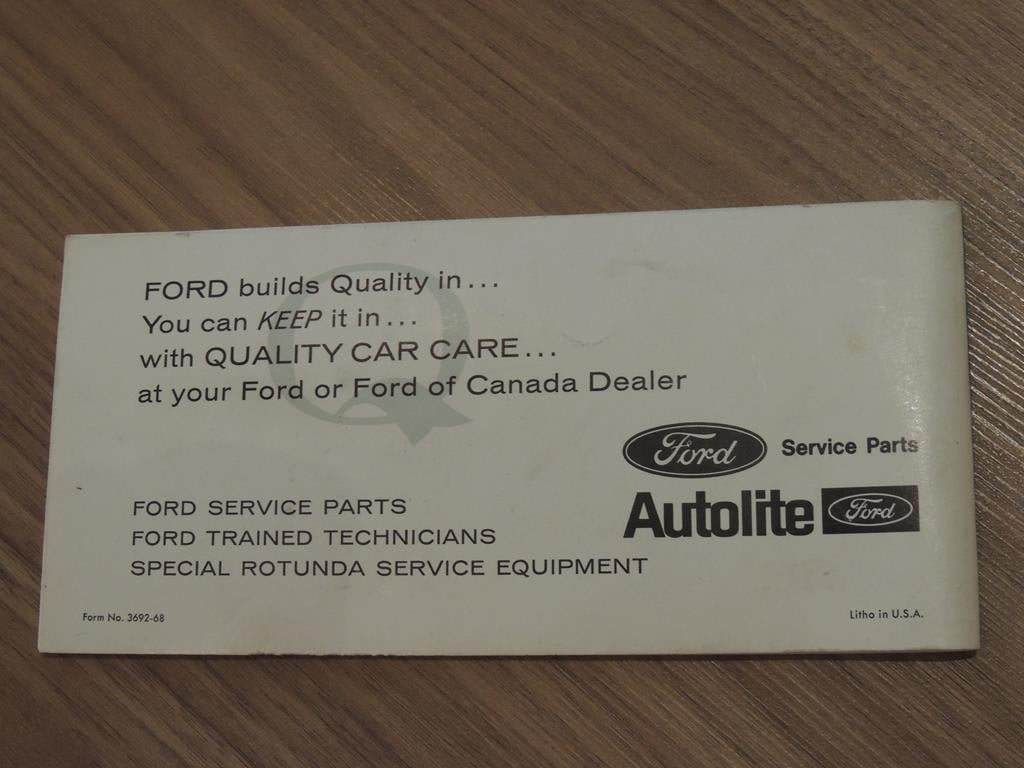 FORD builds Quality in...
You can KEEP it in...
with QUALITY CAR CARE...
at your Ford or Ford of Canada Dealer
Ford Service Parts
Autolite Ford
FORD SERVICE PARTS
FORD TRAINED TECHNICIANS
SPECIAL ROTUNDA SERVICE EQUIPMENT
Form No. 3692-68
Litho in U.S.A.